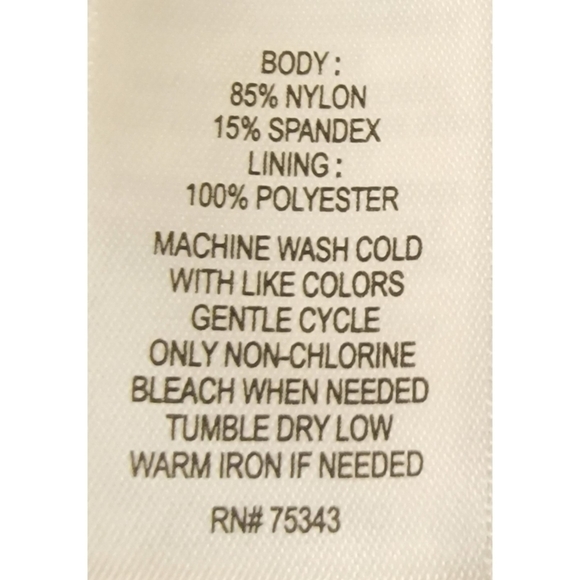 BODY :
85% NYLON
15% SPANDEX
LINING :
100% POLYESTER
MACHINE WASH COLD
WITH LIKE COLORS
GENTLE CYCLE
ONLY NON-CHLORINE
BLEACH WHEN NEEDED
TUMBLE DRY LOW
WARM IRON IF NEEDED
RN# 75343